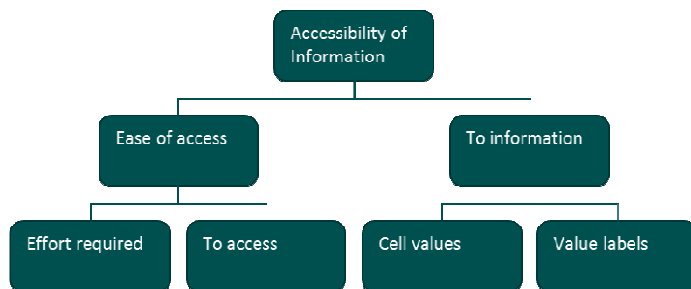 Accessibility of
Information
Ease of access
To information
Effort required
To access
Cell values
Value labels